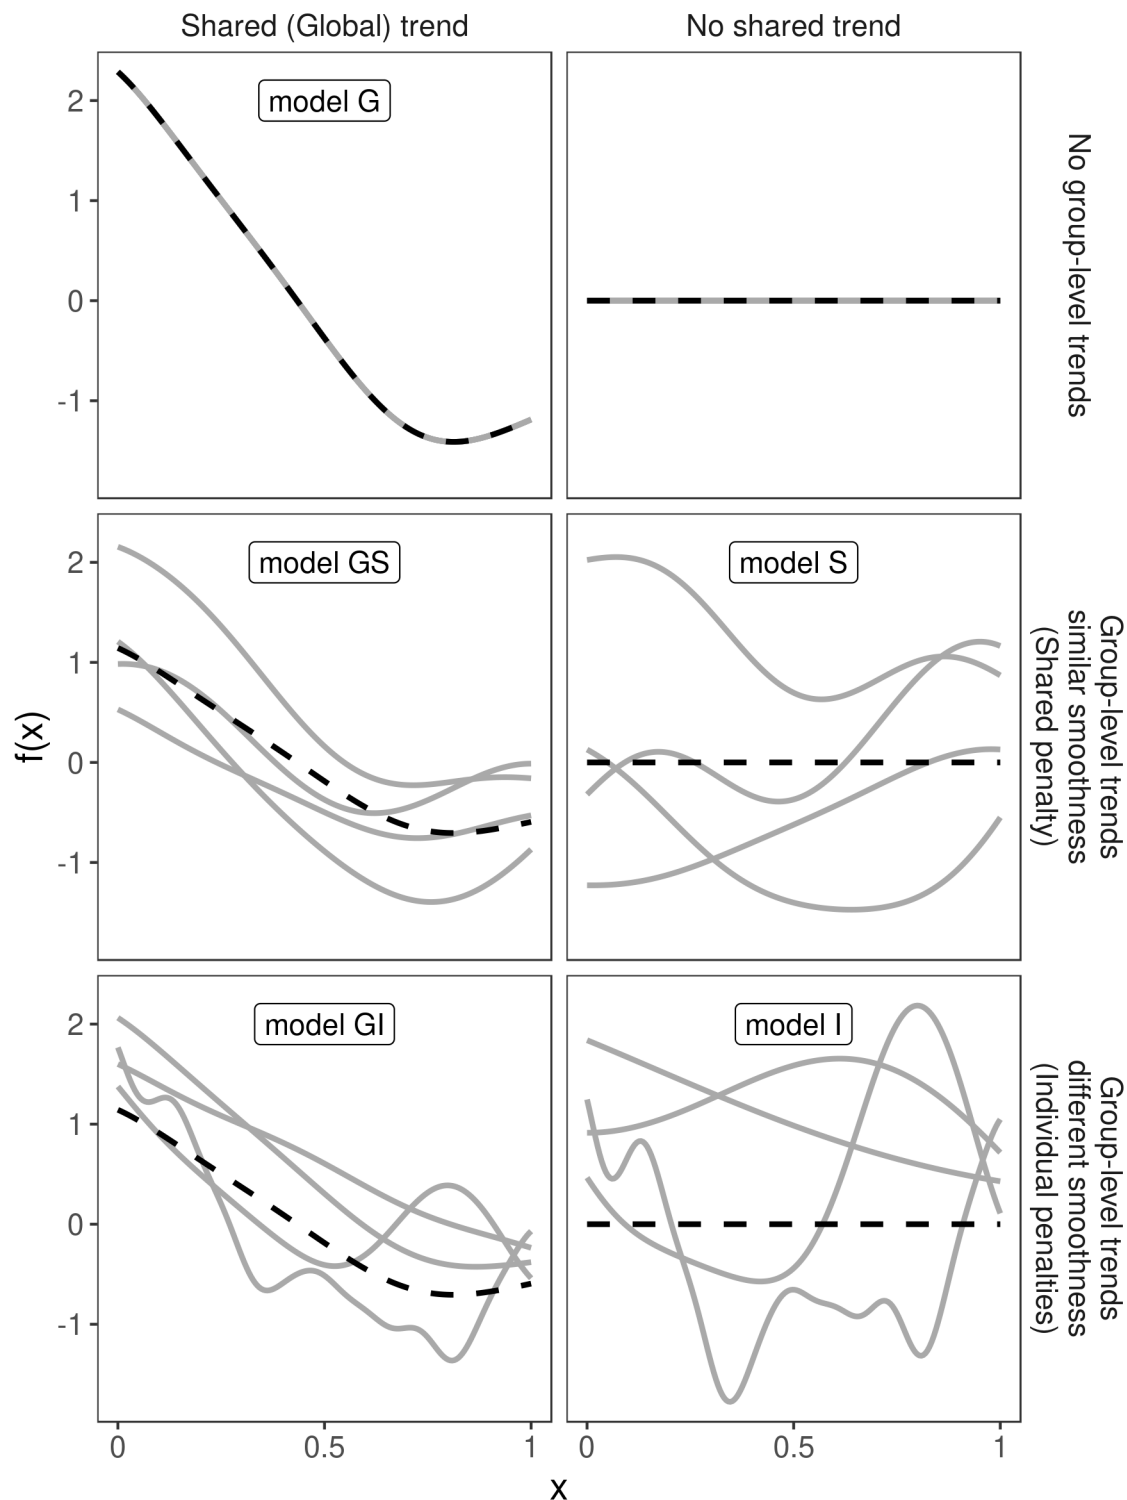 Shared (Global) trend
No shared trend
model G
2
1
0
-1
No group-level trends
model GS
model S
2
1
0
-1
f(x)
Group-level trends
similar smoothness
(Shared penalty)
model GI
model I
2
1
0
-1
Group-level trends
different smoothness
(Individual penalties)
0
0.5
1
0
0.5
1
x